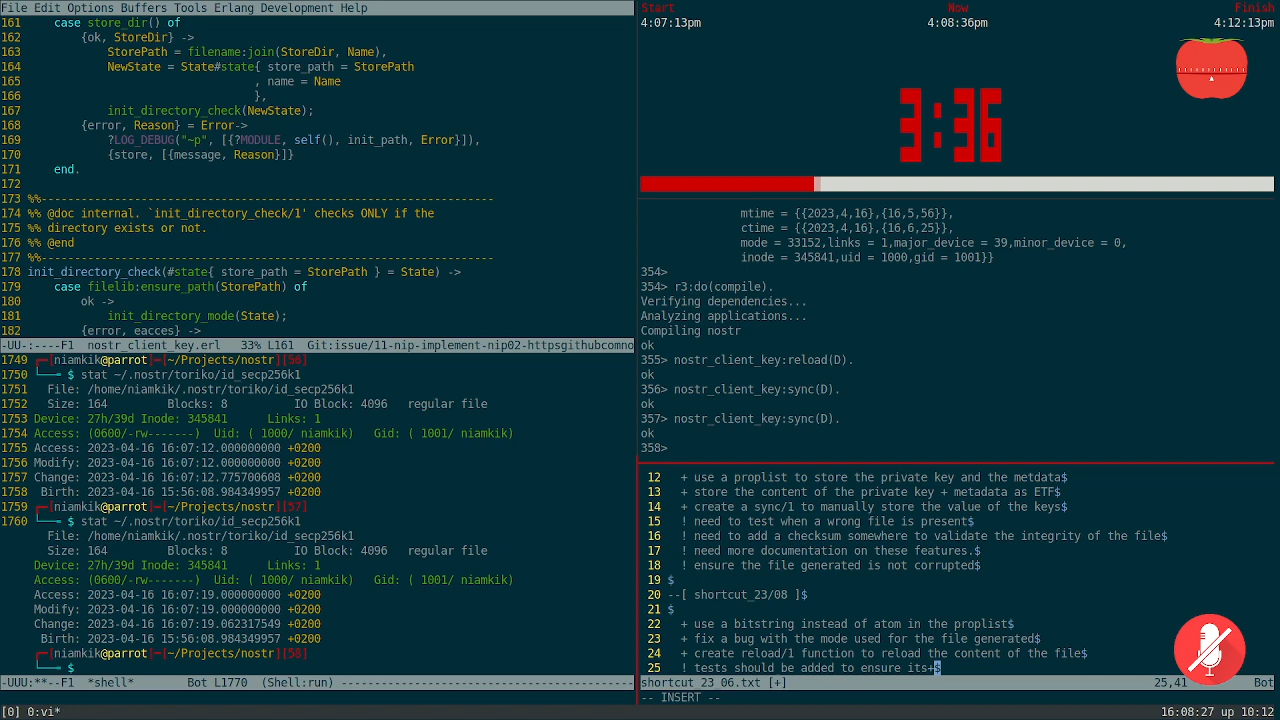 File Edit Options Buffers Tools Erlang Development Help
161     case store_dir() of
162         {ok, StoreDir} ->
163             StorePath = filename:join(StoreDir, Name),
164             NewState = State#state{ store_path = StorePath
165                                   , name = Name
166                                   },
167             init_directory_check(NewState);
168         {error, Reason} = Error->
169             ?LOG_DEBUG("~p", [{?MODULE, self(), init_path, Error}]),
170             {store, [{message, Reason}]}
171     end.
172
173 %%--------------------------------------------------------------------
174 %% @doc internal. `init_directory_check/1' checks ONLY if the
175 %% directory exists or not.
176 %% @end
177 %%--------------------------------------------------------------------
178 init_directory_check(#state{ store_path = StorePath } = State) ->
179     case filelib:ensure_path(StorePath) of
180         ok ->
181             init_directory_mode(State);
182         {error, eacces} ->
-UU-:----F1  nostr_client_key.erl   33% L161  Git:issue/11-nip-implement-nip02-httpsgithubcomno
1749 ┌─[niamkik@parrot]─[~/Projects/nostr][56]
1750 └──╼ $ stat ~/.nostr/toriko/id_secp256k1
1751   File: /home/niamkik/.nostr/toriko/id_secp256k1
1752   Size: 164       Blocks: 8          IO Block: 4096   regular file
1753 Device: 27h/39d Inode: 345841      Links: 1
1754 Access: (0600/-rw-------)  Uid: ( 1000/ niamkik)   Gid: ( 1001/ niamkik)
1755 Access: 2023-04-16 16:07:12.000000000 +0200
1756 Modify: 2023-04-16 16:07:12.000000000 +0200
1757 Change: 2023-04-16 16:07:12.775700608 +0200
1758  Birth: 2023-04-16 15:56:08.984349957 +0200
1759 ┌─[niamkik@parrot]─[~/Projects/nostr][57]
1760 └──╼ $ stat ~/.nostr/toriko/id_secp256k1
  File: /home/niamkik/.nostr/toriko/id_secp256k1
  Size: 164       Blocks: 8          IO Block: 4096   regular file
Device: 27h/39d Inode: 345841      Links: 1
Access: (0600/-rw-------)  Uid: ( 1000/ niamkik)   Gid: ( 1001/ niamkik)
Access: 2023-04-16 16:07:19.000000000 +0200
Modify: 2023-04-16 16:07:19.000000000 +0200
Change: 2023-04-16 16:07:19.062317549 +0200
 Birth: 2023-04-16 15:56:08.984349957 +0200
┌─[niamkik@parrot]─[~/Projects/nostr][58]
└──╼ $
-UUU:**--F1  *shell*        Bot L1770  (Shell:run) ----------------------------------
Start Now Finish
4:07:13pm 4:08:36pm 4:12:13pm
3:36
mtime = {{2023,4,16},{16,5,56}},
ctime = {{2023,4,16},{16,6,25}},
mode = 33152,links = 1,major_device = 39,minor_device = 0,
inode = 345841,uid = 1000,gid = 1001}}
354>
354> r3:do(compile).
Verifying dependencies...
Analyzing applications...
Compiling nostr
ok
355> nostr_client_key:reload(D).
ok
356> nostr_client_key:sync(D).
ok
357> nostr_client_key:sync(D).
ok
358>
12   + use a proplist to store the private key and the metdata$
13   + store the content of the private key + metadata as ETF$
14   + create a sync/1 to manually store the value of the keys$
15   ! need to test when a wrong file is present$
16   ! need to add a checksum somewhere to validate the integrity of the file$
17   ! need more documentation on these features.$
18   ! ensure the file generated is not corrupted$
19 $
20 --[ shortcut_23/08 ]$
21 $
22   + use a bitstring instead of atom in the proplist$
23   + fix a bug with the mode used for the file generated$
24   + create reload/1 function to reload the content of the file$
25   ! tests should be added to ensure its+$
shortcut_23_06.txt [+] 25,41 Bot
-- INSERT --
[0] 0:vi* 16:08:27 up 10:12